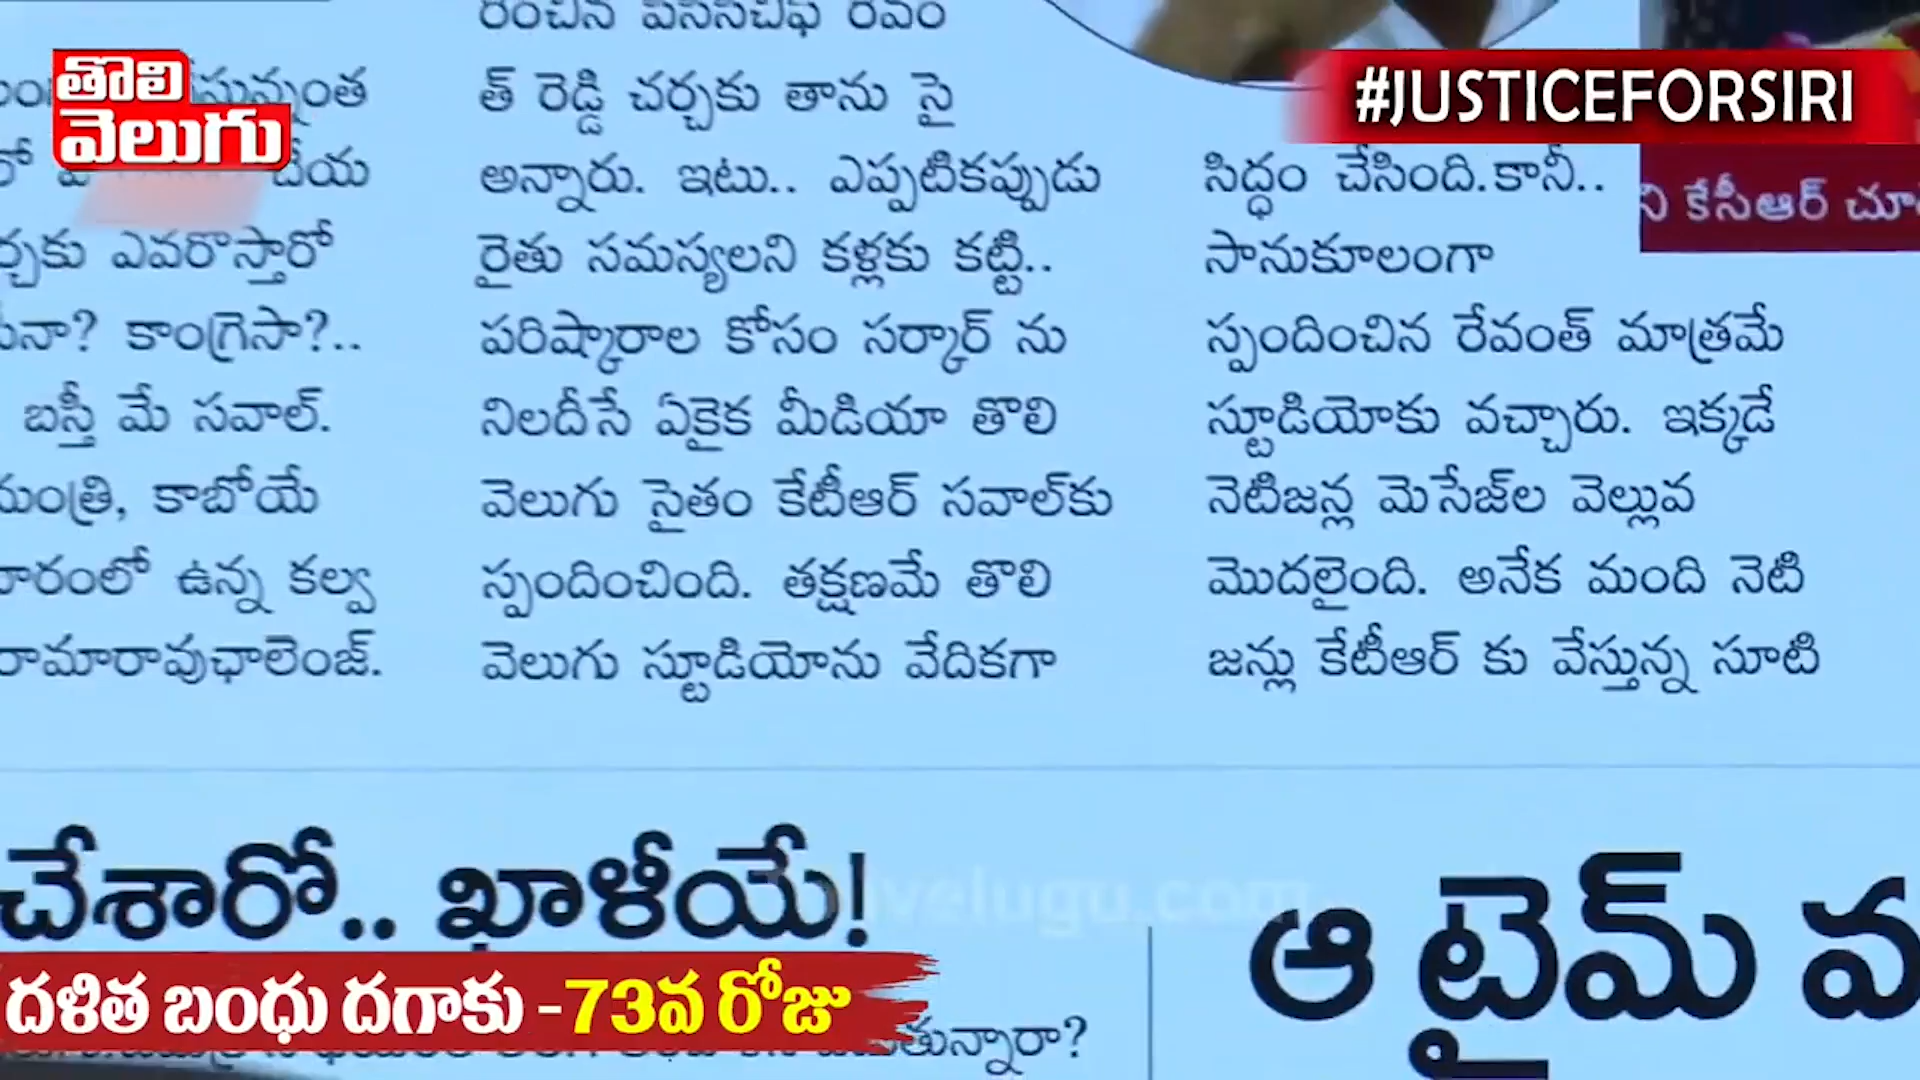 తొలి
వెలుగు
#JUSTICEFORSIRI
చర్చకు ఎవరొస్తారో
కాంగ్రెసా?..
బస్తీ మే సవాల్.
మంత్రి, కాబోయే
ఉన్న కల్వ
రామారావుఛాలెంజ్.
రించిన పీసీసీచీఫ్ రేవం
త్ రెడ్డి చర్చకు తాను సై
అన్నారు. ఇటు.. ఎప్పటికప్పుడు
రైతు సమస్యలని కళ్లకు కట్టి..
పరిష్కారాల కోసం సర్కార్ ను
నిలదీసే ఏకైక మీడియా తొలి
వెలుగు సైతం కేటీఆర్ సవాల్‌కు
స్పందించింది. తక్షణమే తొలి
వెలుగు స్టూడియోను వేదికగా
సిద్ధం చేసింది.కానీ..
సానుకూలంగా
స్పందించిన రేవంత్ మాత్రమే
స్టూడియోకు వచ్చారు. ఇక్కడే
నెటిజన్ల మెసేజ్‌ల వెల్లువ
మొదలైంది. అనేక మంది నెటి
జన్లు కేటీఆర్ కు వేస్తున్న సూటి
ని కేసీఆర్
చేశారో.. ఖాళీయే!
ఆ టైమ్
దళిత బంధు దగాకు -73వ రోజు